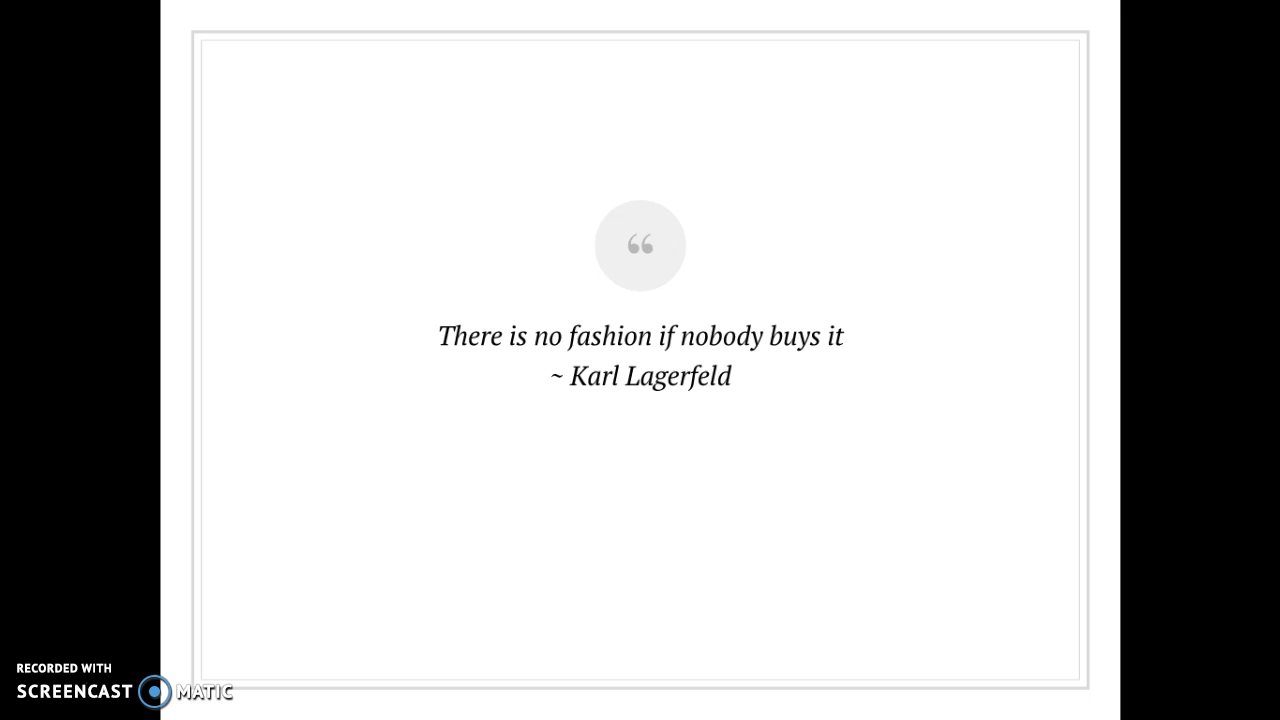 “
There is no fashion if nobody buys it
~ Karl Lagerfeld
RECORDED WITH
SCREENCAST MATIC